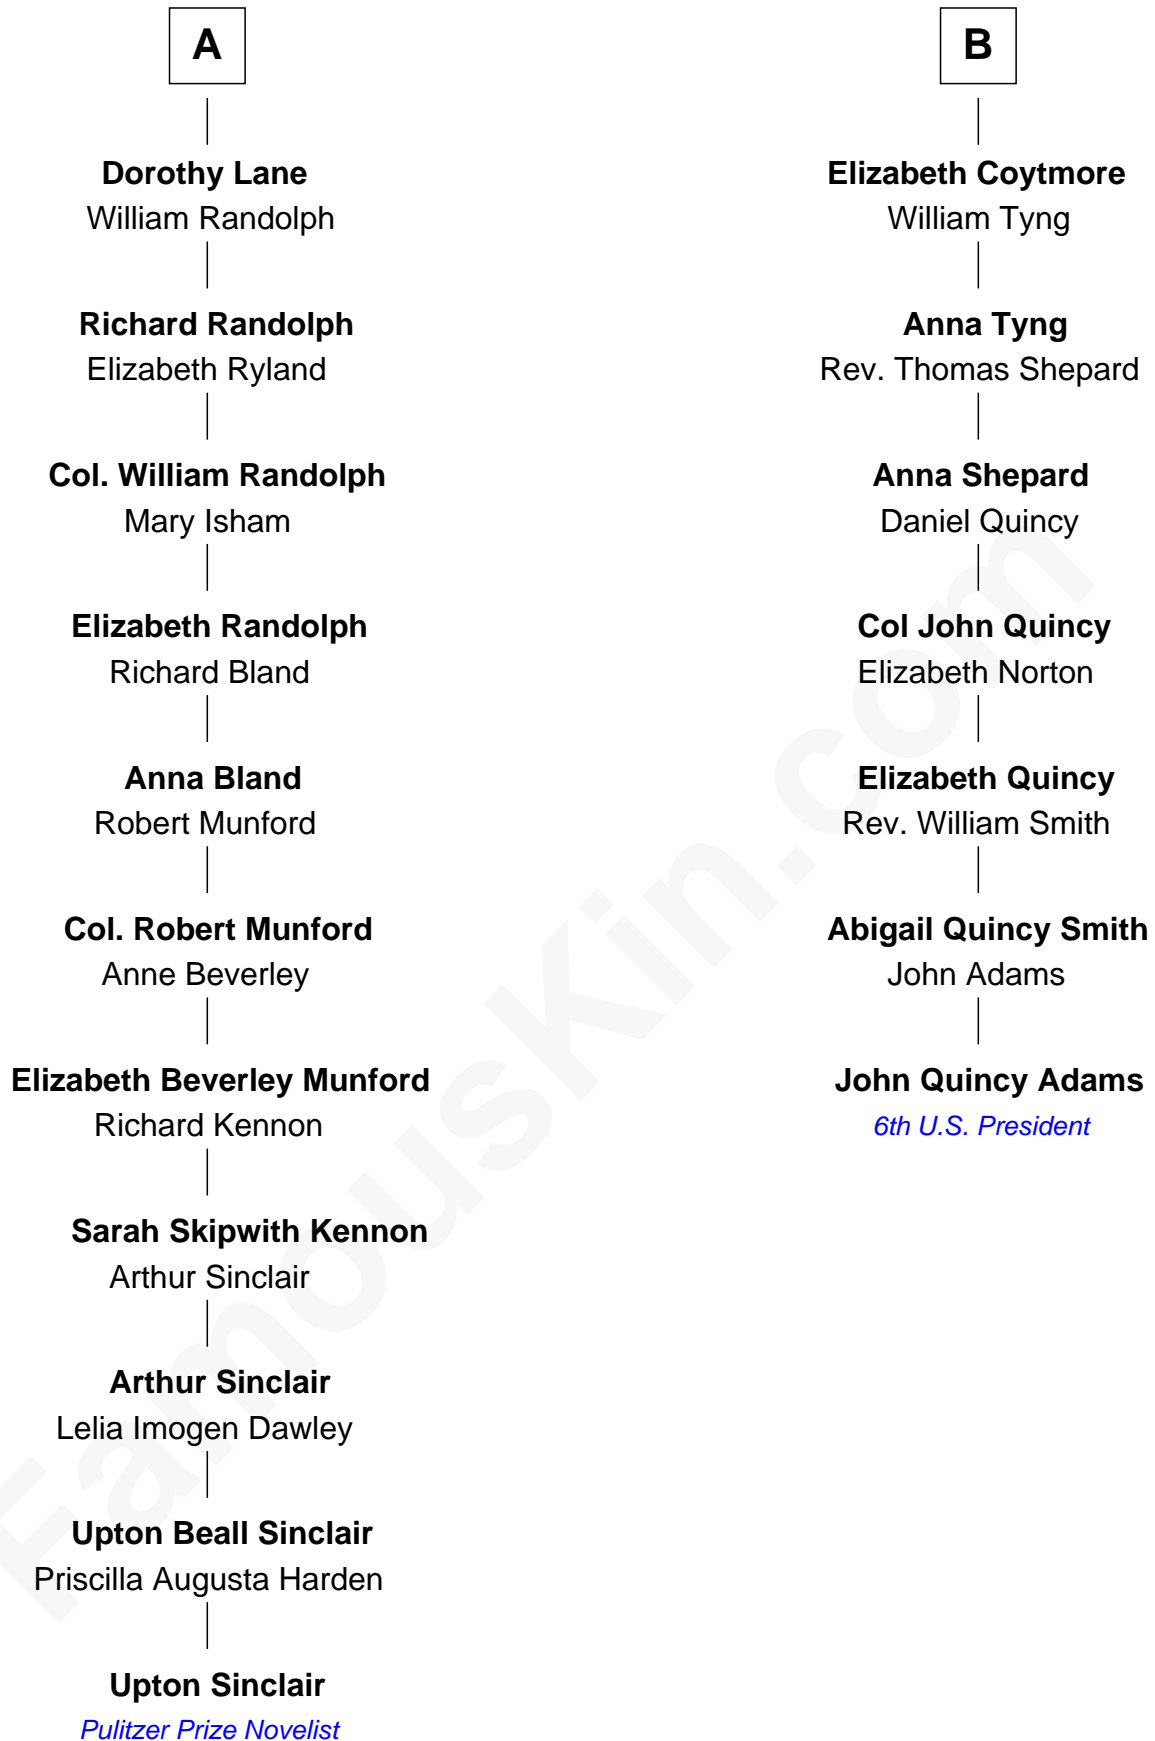 A
Dorothy Lane
William Randolph
Richard Randolph
Elizabeth Ryland
Col. William Randolph
Mary Isham
Elizabeth Randolph
Richard Bland
Anna Bland
Robert Munford
Col. Robert Munford
Anne Beverley
Elizabeth Beverley Munford
Richard Kennon
Sarah Skipwith Kennon
Arthur Sinclair
Arthur Sinclair
Lelia Imogen Dawley
Upton Beall Sinclair
Priscilla Augusta Harden
Upton Sinclair
Pulitzer Prize Novelist
B
Elizabeth Coytmore
William Tyng
Anna Tyng
Rev. Thomas Shepard
Anna Shepard
Daniel Quincy
Col John Quincy
Elizabeth Norton
Elizabeth Quincy
Rev. William Smith
Abigail Quincy Smith
John Adams
John Quincy Adams
6th U.S. President
FamousKin.com